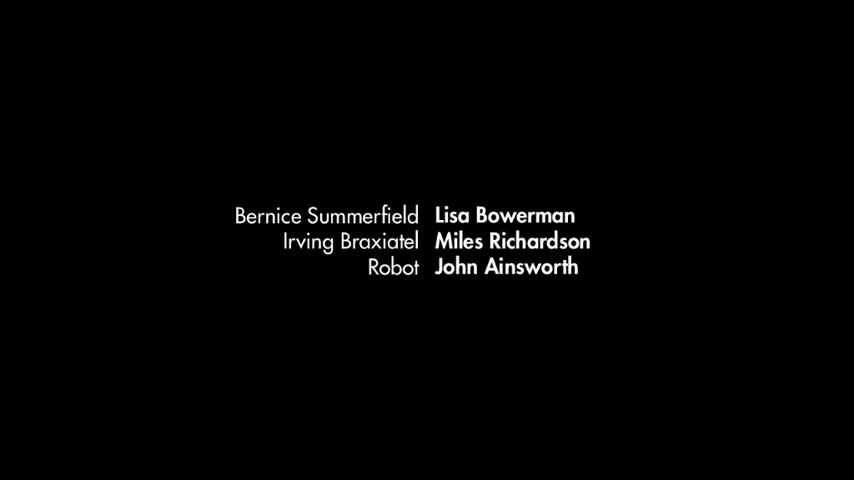 Bernice Summerfield Lisa Bowerman
Irving Braxiatel Miles Richardson
Robot John Ainsworth